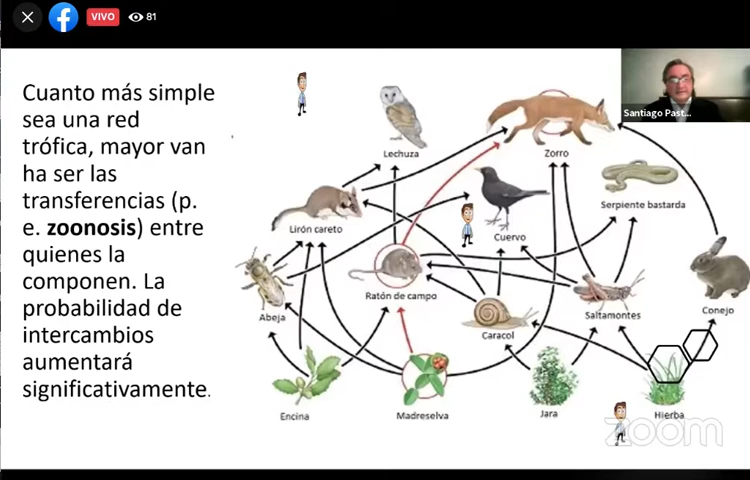 VIVO
81
Cuanto más simple
sea una red
trófica, mayor van
ha ser las
transferencias (p.
e. zoonosis) entre
quienes la
componen. La
probabilidad de
intercambios
aumentará
significativamente.
Santiago Past...
Lechuza
Zorro
Serpiente bastarda
Lirón careto
Cuervo
Ratón de campo
Abeja
Caracol
Saltamontes
Conejo
Encina
Madreselva
Jara
Hierba
zoom